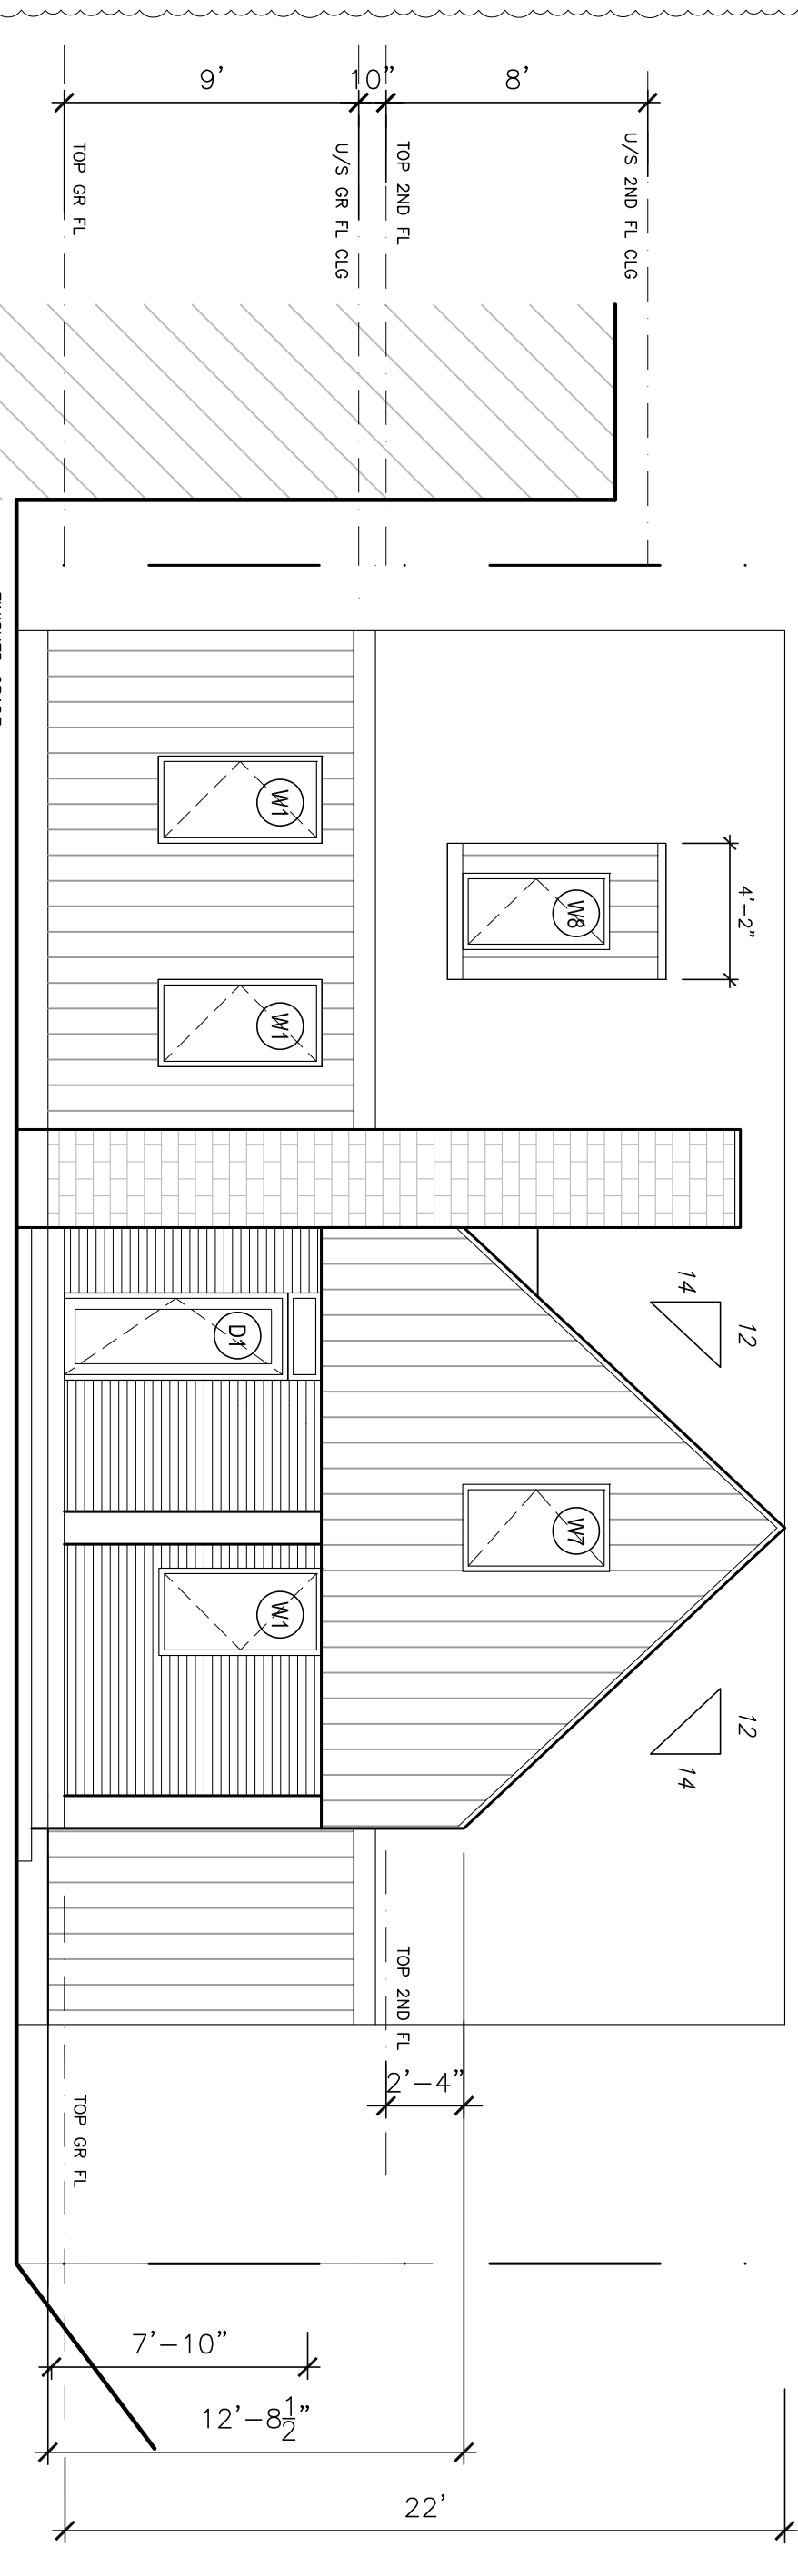 9'
10"
8'
TOP GR FL
U/S GR FL CLG
TOP 2ND FL
U/S 2ND FL CLG
W1
W8
4'-2"
W1
14
12
D1
W7
W1
12
14
TOP 2ND FL
2'-4"
TOP GR FL
7'-10"
12'-8 1/2"
22'